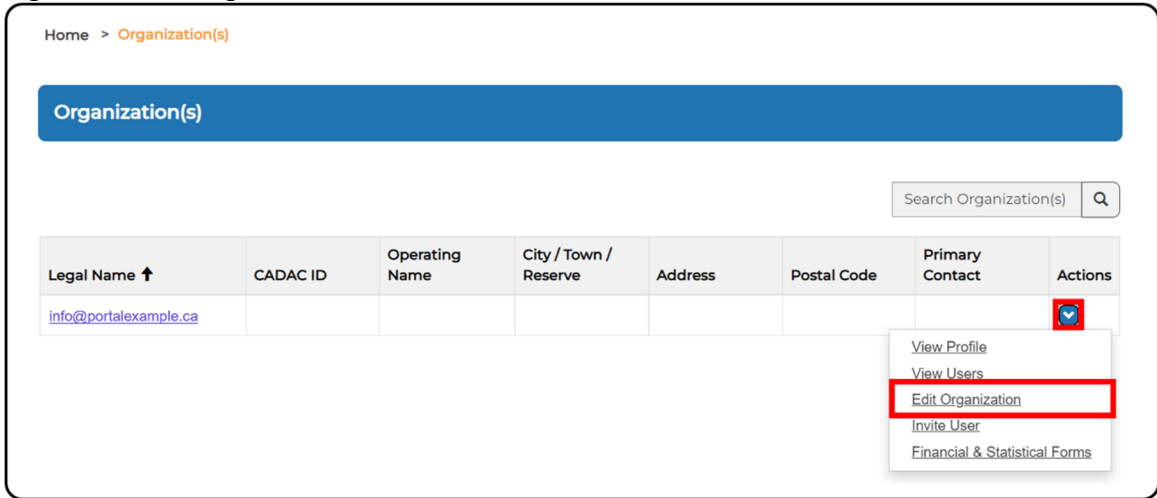 Home > Organization(s)
Organization(s)
Search Organization(s)
Legal Name ↑ CADAC ID Operating Name City / Town / Reserve Address Postal Code Primary Contact Actions
info@portalexample.ca
View Profile
View Users
Edit Organization
Invite User
Financial & Statistical Forms